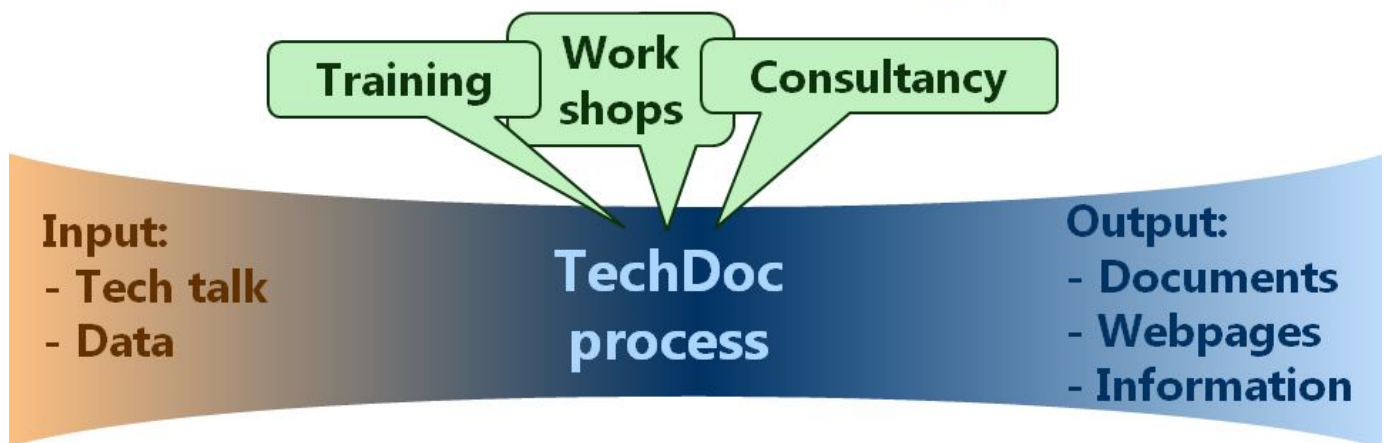 Training
Work
shops
Consultancy
Input:
- Tech talk
- Data
TechDoc
process
Output:
- Documents
- Webpages
- Information